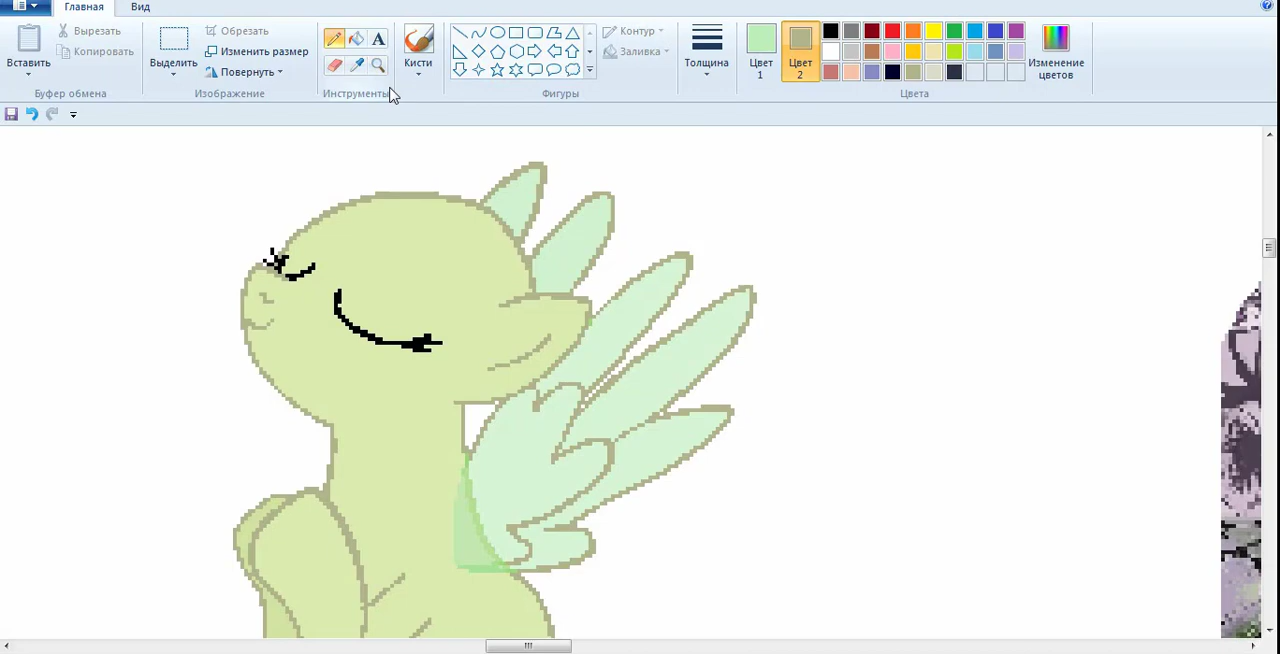 Главная Вид
Вставить
Вырезать
Копировать
Буфер обмена
Выделить
Обрезать
Изменить размер
Повернуть
Изображение
A
Инструменты
Кисти
Фигуры
Контур
Заливка
Толщина
Цвет 1
Цвет 2
Изменение цветов
Цвета